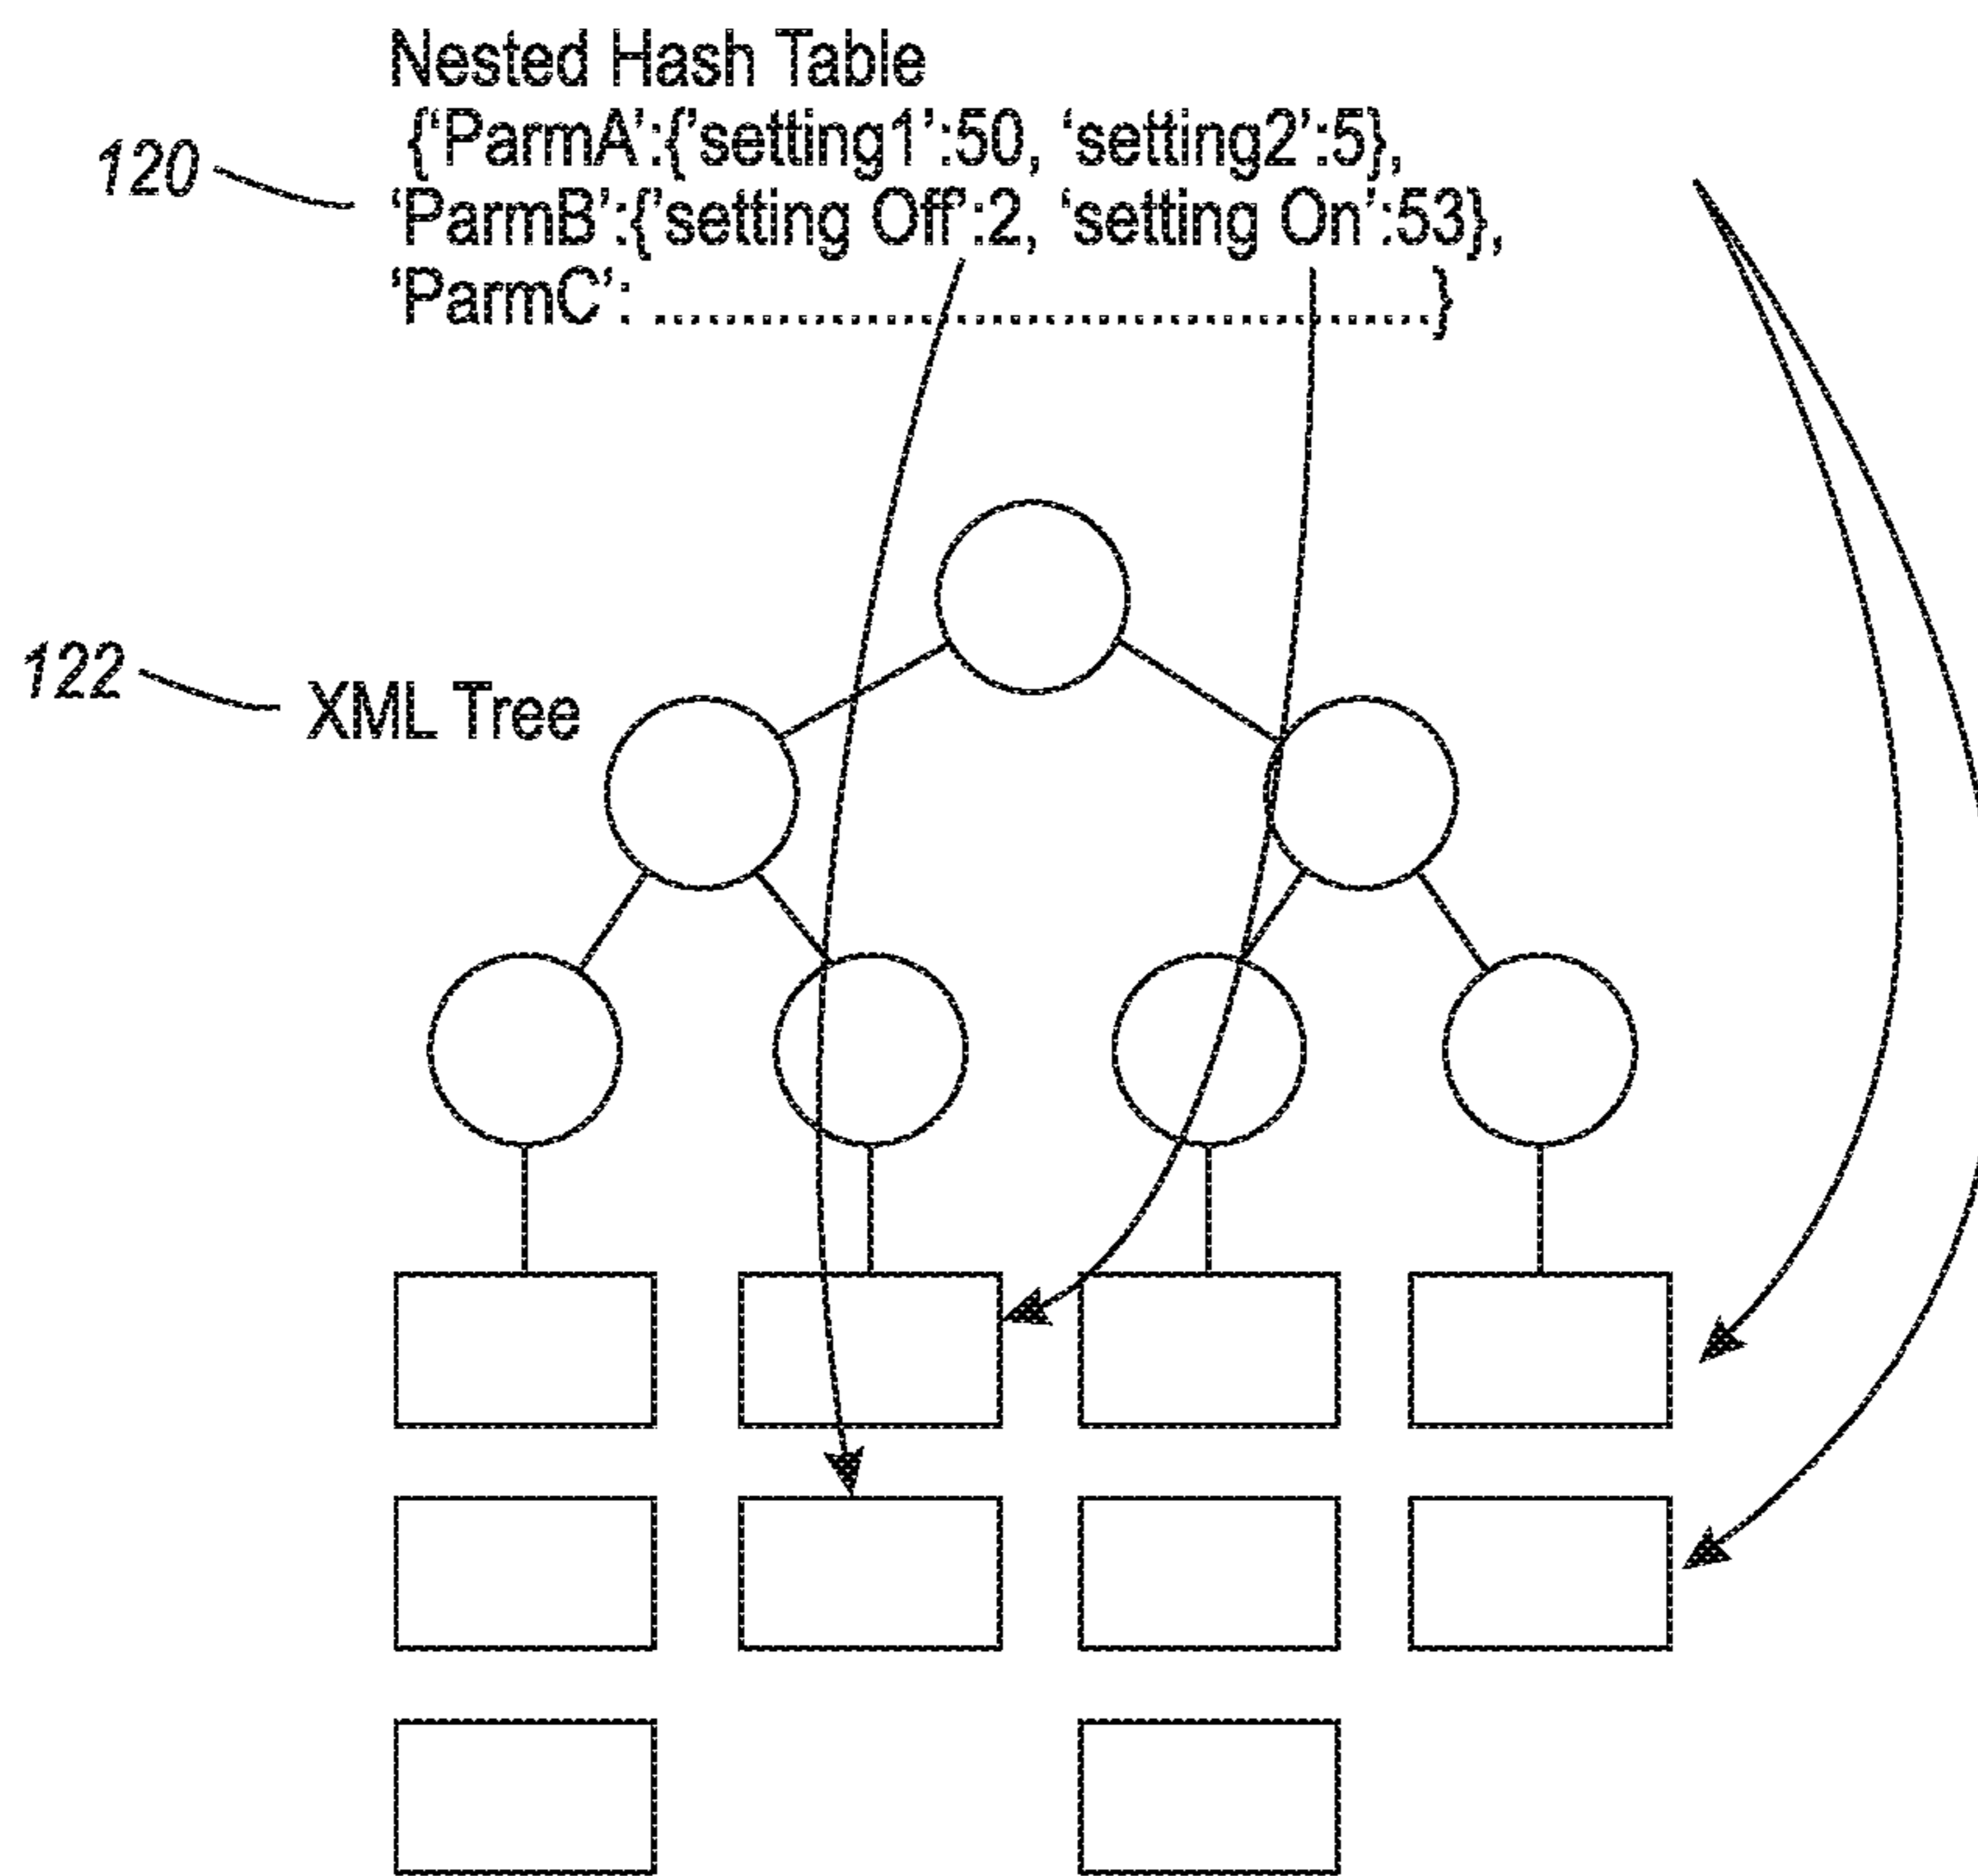 Nested Hash Table
{‘ParmA’:{’setting1’:50, ‘setting2’:5},
120
‘ParmB’:{’setting Off’:2, ‘setting On’:53},
‘ParmC’: ............................................}
122
XML Tree